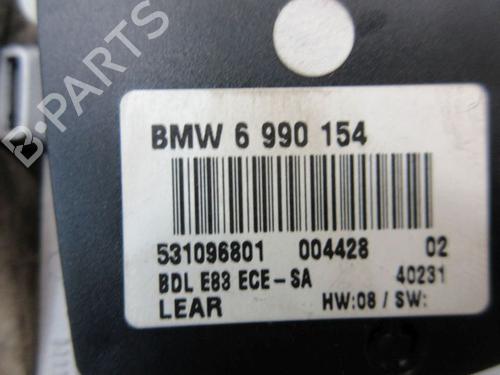 B-PARTS
BMW 6 990 154
531096801 004428 02
BDL E83 ECE-SA 40231
LEAR HW:08 / SW: